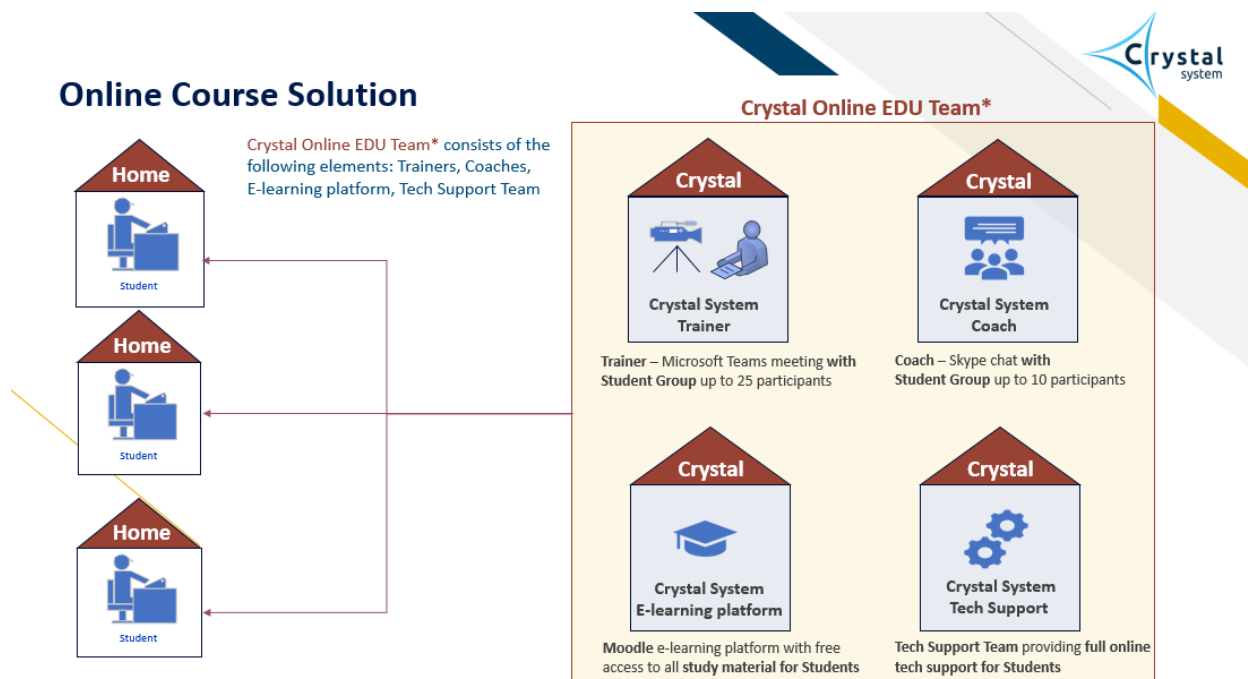 Crystal
system
Online Course Solution
Crystal Online EDU Team*
Crystal Online EDU Team* consists of the
following elements: Trainers, Coaches,
E-learning platform, Tech Support Team
Home
Student
Home
Student
Home
Student
Crystal
Crystal System
Trainer
Trainer – Microsoft Teams meeting with
Student Group up to 25 participants
Crystal
Crystal System
Coach
Coach – Skype chat with
Student Group up to 10 participants
Crystal
Crystal System
E-learning platform
Moodle e-learning platform with free
access to all study material for Students
Crystal
Crystal System
Tech Support
Tech Support Team providing full online
tech support for Students